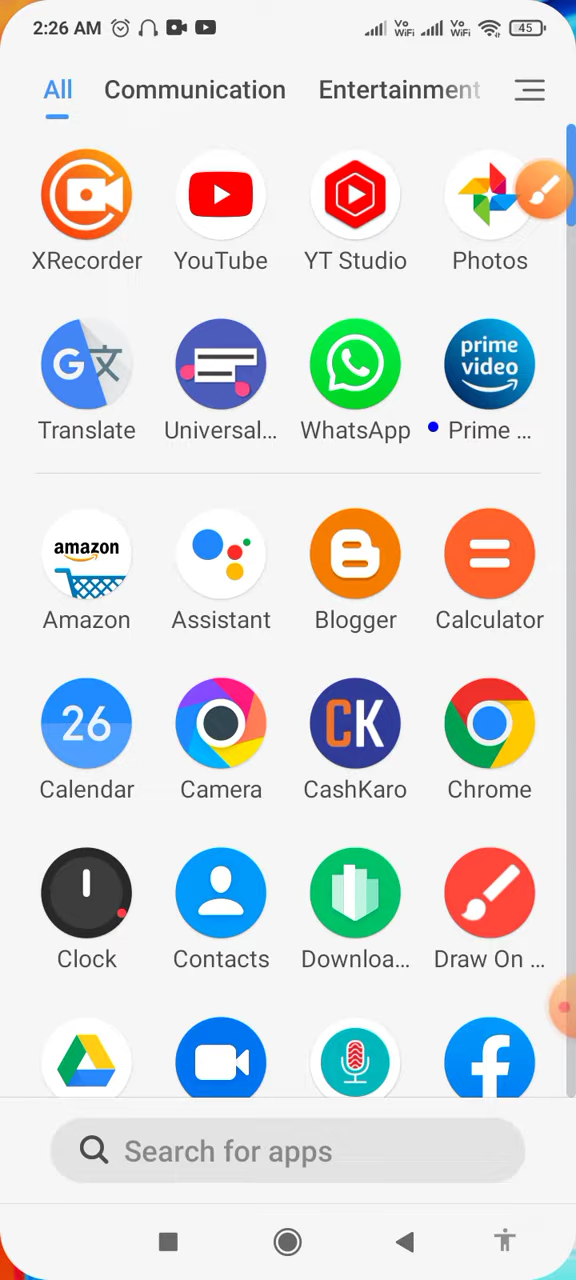 2:26 AM Vo WiFi Vo WiFi 45
All Communication Entertainment
XRecorder YouTube YT Studio Photos
G文 prime video
Translate Universal... WhatsApp Prime ...
amazon
Amazon Assistant Blogger Calculator
26 CK
Calendar Camera CashKaro Chrome
Clock Contacts Downloa... Draw On ...
f
Search for apps